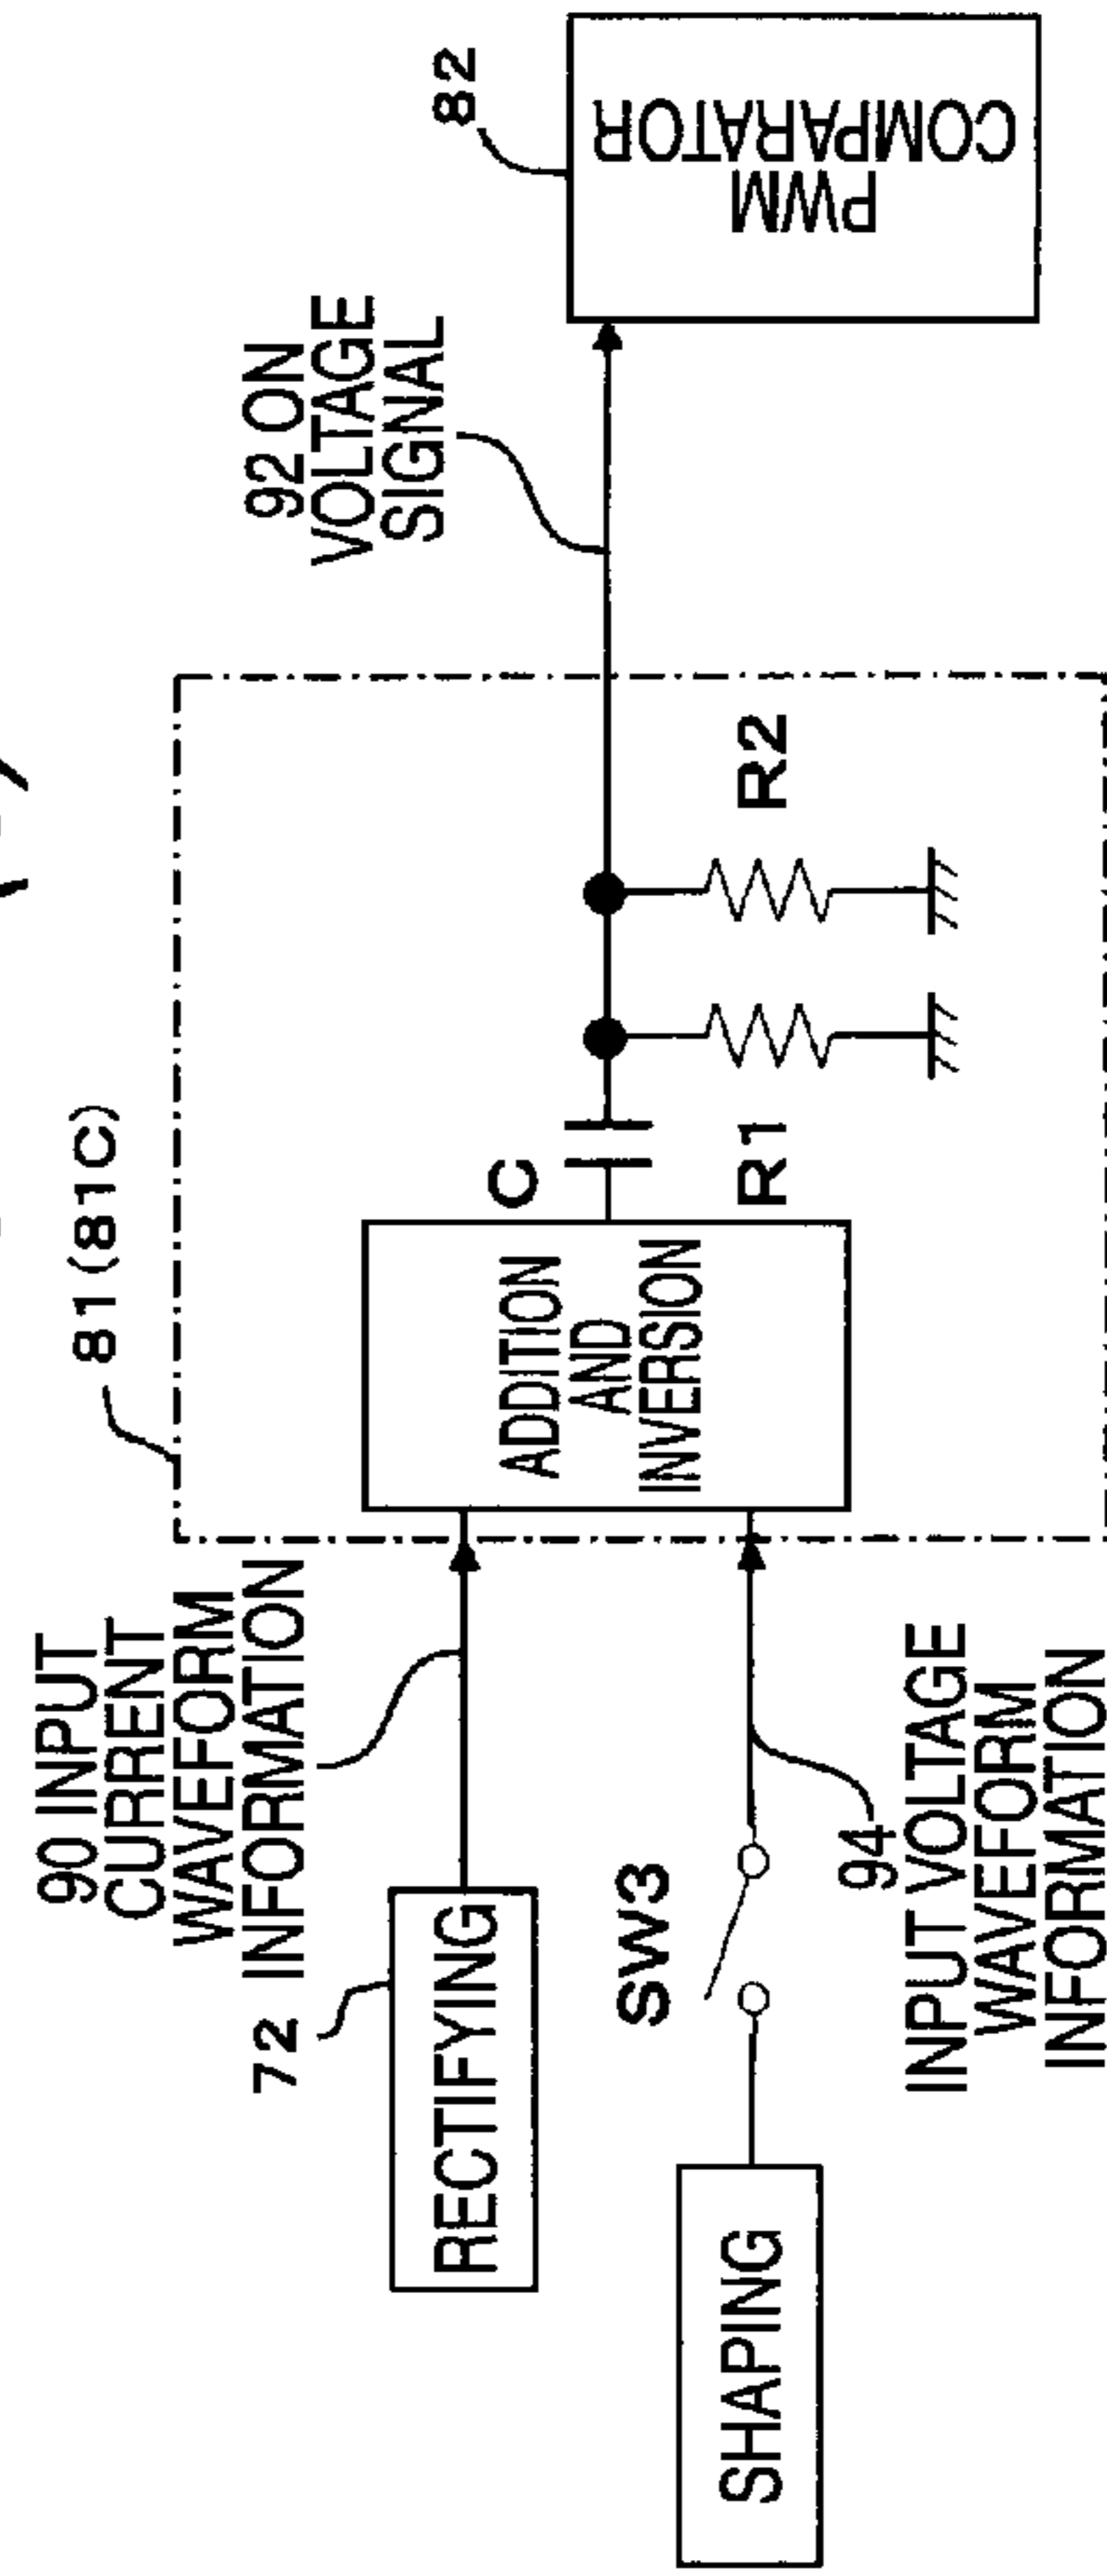 81(81C)
90 INPUT
CURRENT
WAVEFORM
INFORMATION
72
RECTIFYING
SHAPING
SW3
94
INPUT VOLTAGE
WAVEFORM
INFORMATION
ADDITION
AND
INVERSION
C
R1
R2
92 ON
VOLTAGE
SIGNAL
82
PWM
COMPARATOR